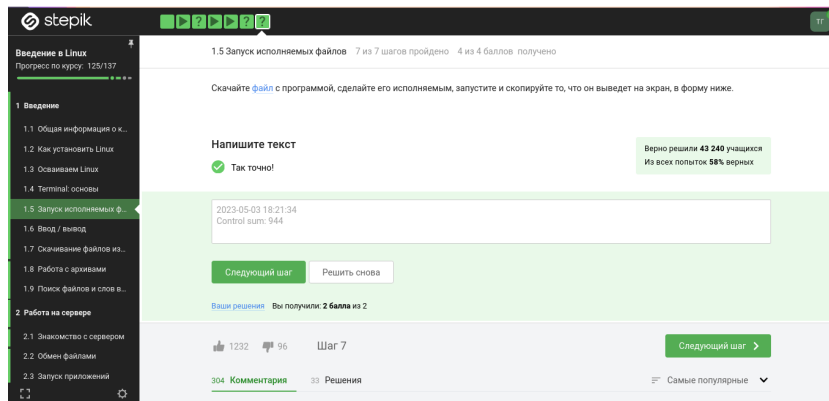 stepik
ТГ
Введение в Linux
Прогресс по курсу: 125/137
1 Введение
1.1 Общая информация о к...
1.2 Как установить Linux
1.3 Осваиваем Linux
1.4 Terminal: основы
1.5 Запуск исполняемых ф...
1.6 Ввод / вывод
1.7 Скачивание файлов из...
1.8 Работа с архивами
1.9 Поиск файлов и слов в...
2 Работа на сервере
2.1 Знакомство с сервером
2.2 Обмен файлами
2.3 Запуск приложений
1.5 Запуск исполняемых файлов 7 из 7 шагов пройдено 4 из 4 баллов получено
Скачайте файл с программой, сделайте его исполняемым, запустите и скопируйте то, что он выведет на экран, в форму ниже.
Напишите текст
Так точно!
Верно решили 43 240 учащихся
Из всех попыток 58% верных
2023-05-03 18:21:34
Control sum: 944
Следующий шаг Решить снова
Ваши решения Вы получили: 2 балла из 2
1232 96 Шаг 7 Следующий шаг
304 Комментария 33 Решения Самые популярные